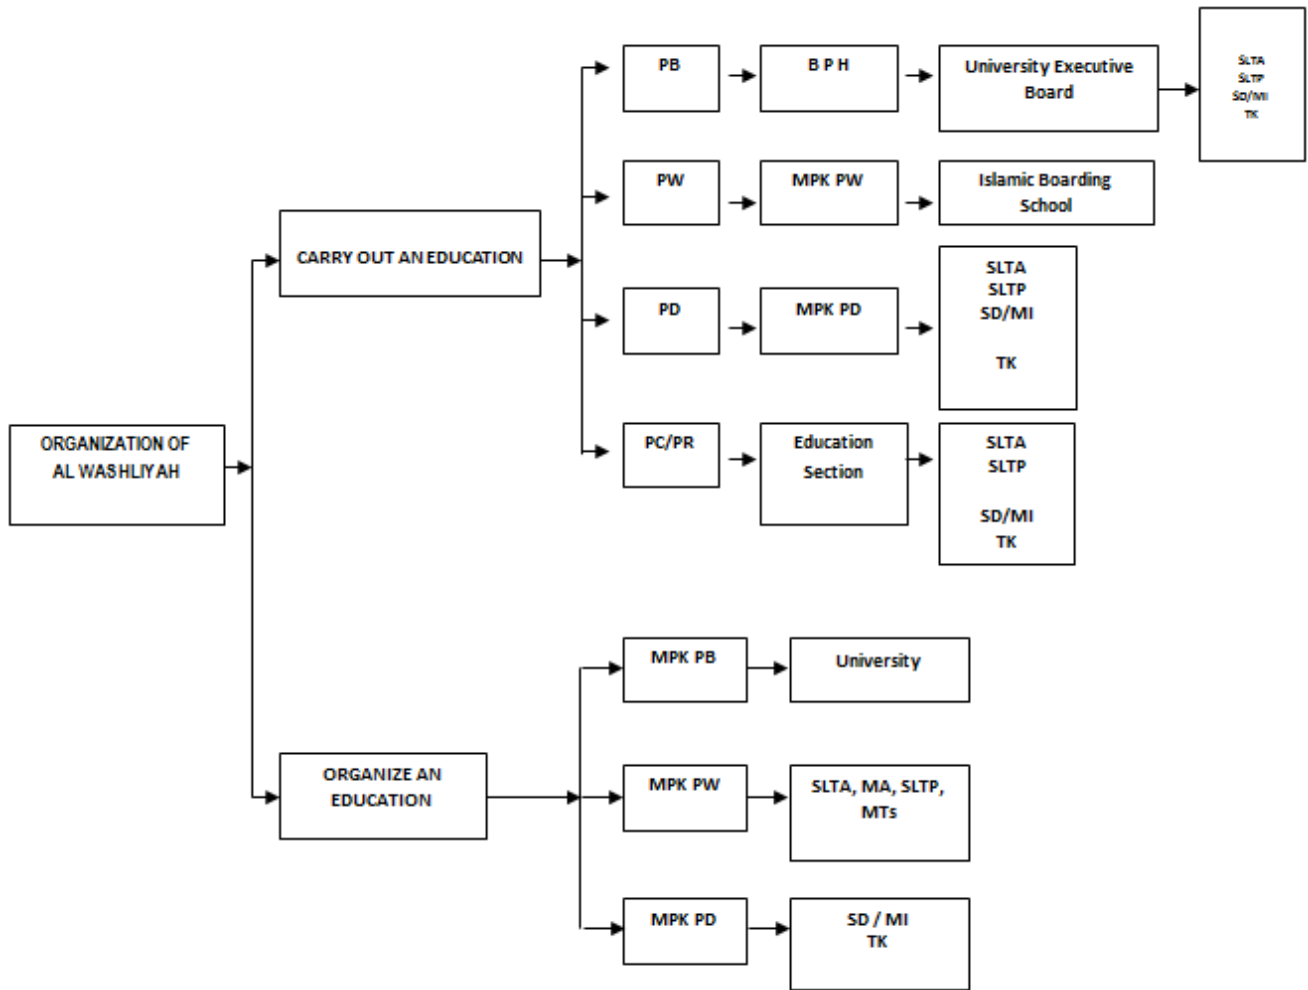 PB
B P H
University Executive
Board
SLTA
SLTP
SD/MI
TK
PW
MPK PW
Islamic Boarding
School
CARRY OUT AN EDUCATION
PD
MPK PD
SLTA
SLTP
SD/MI
TK
ORGANIZATION OF
AL WASHLIYAH
PC/PR
Education
Section
SLTA
SLTP
SD/MI
TK
MPK PB
University
ORGANIZE AN
EDUCATION
MPK PW
SLTA, MA, SLTP,
MTs
MPK PD
SD / MI
TK